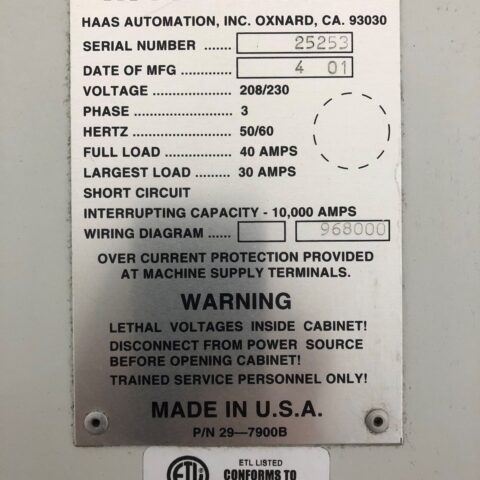 HAAS AUTOMATION, INC. OXNARD, CA. 93030
SERIAL NUMBER ...... 25253
DATE OF MFG ........... 4 01
VOLTAGE .................. 208/230
PHASE ...................... 3
HERTZ ...................... 50/60
FULL LOAD .............. 40 AMPS
LARGEST LOAD ......... 30 AMPS
SHORT CIRCUIT
INTERRUPTING CAPACITY - 10,000 AMPS
WIRING DIAGRAM ...... 968000
OVER CURRENT PROTECTION PROVIDED
AT MACHINE SUPPLY TERMINALS.
WARNING
LETHAL VOLTAGES INSIDE CABINET!
DISCONNECT FROM POWER SOURCE
BEFORE OPENING CABINET!
TRAINED SERVICE PERSONNEL ONLY!
MADE IN U.S.A.
P/N 29—7900B
ETL
ETL LISTED
CONFORMS TO